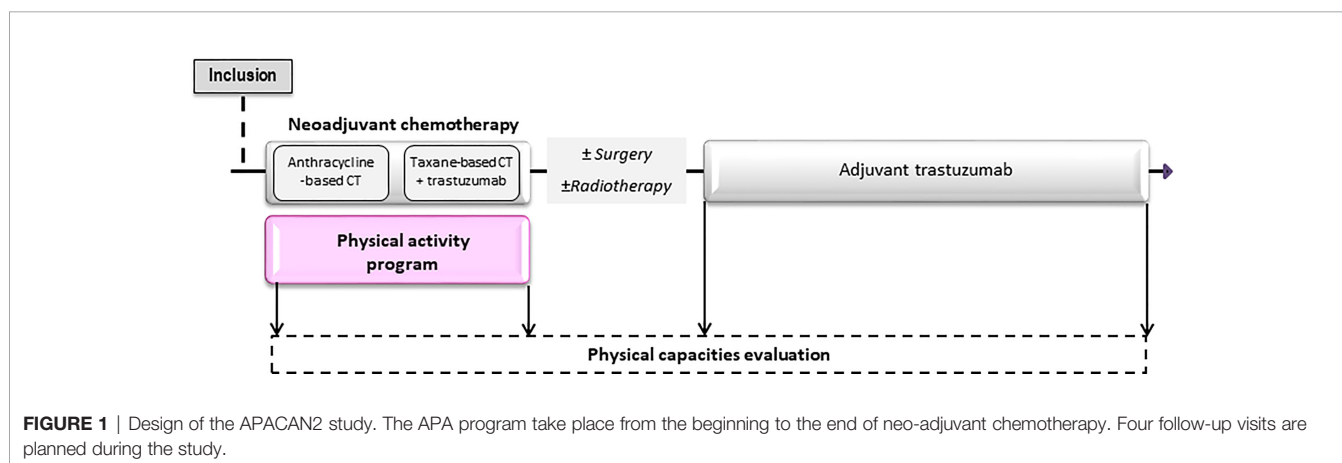 Inclusion
Neoadjuvant chemotherapy
Anthracycline
-based CT
Taxane-based CT
+ trastuzumab
± Surgery
±Radiotherapy
Adjuvant trastuzumab
Physical activity
program
Physical capacities evaluation
FIGURE 1 | Design of the APACAN2 study. The APA program take place from the beginning to the end of neo-adjuvant chemotherapy. Four follow-up visits are
planned during the study.